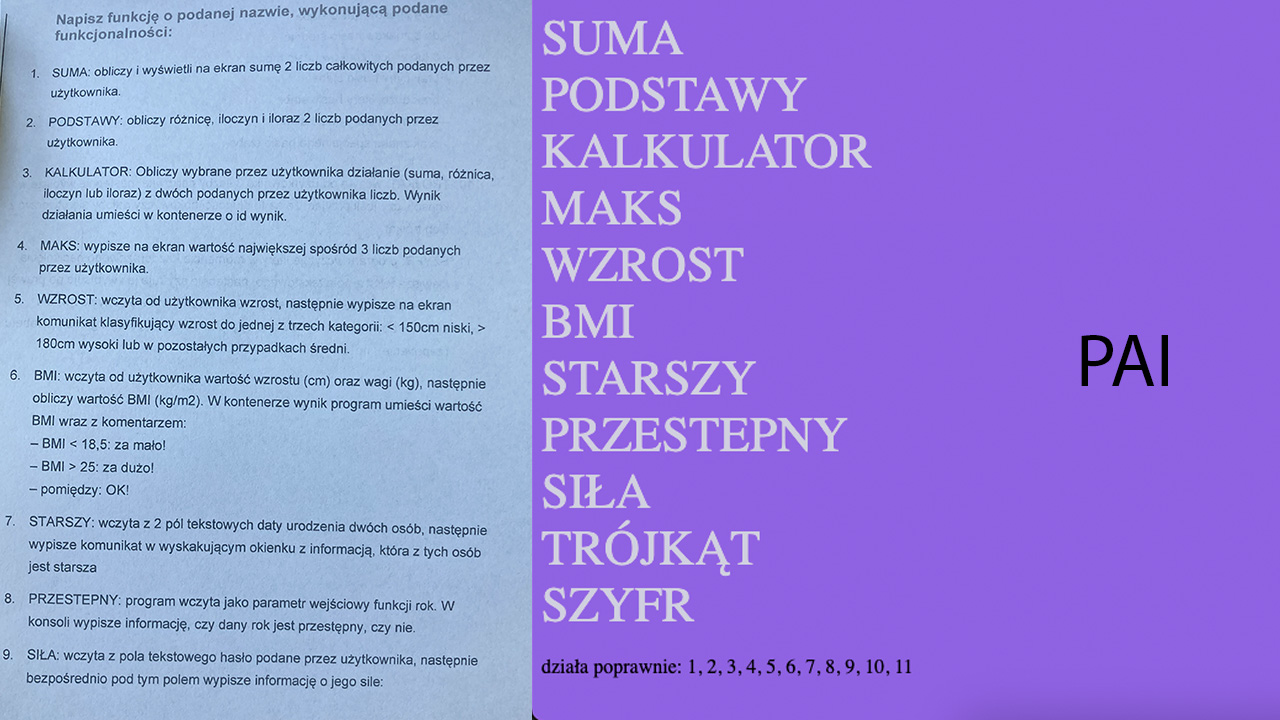 Napisz funkcję o podanej nazwie, wykonującą podane
funkcjonalności:
1. SUMA: obliczy i wyświetli na ekran sumę 2 liczb całkowitych podanych przez
użytkownika.
2. PODSTAWY: obliczy różnicę, iloczyn i iloraz 2 liczb podanych przez
użytkownika.
3. KALKULATOR: Obliczy wybrane przez użytkownika działanie (suma, różnica,
iloczyn lub iloraz) z dwóch podanych przez użytkownika liczb. Wynik
działania umieści w kontenerze o id wynik.
4. MAKS: wypisze na ekran wartość największej spośród 3 liczb podanych
przez użytkownika.
5. WZROST: wczyta od użytkownika wzrost, następnie wypisze na ekran
komunikat klasyfikujący wzrost do jednej z trzech kategorii: < 150cm niski, >
180cm wysoki lub w pozostałych przypadkach średni.
6. BMI: wczyta od użytkownika wartość wzrostu (cm) oraz wagi (kg), następnie
obliczy wartość BMI (kg/m2). W kontenerze wynik program umieści wartość
BMI wraz z komentarzem:
– BMI < 18,5: za mało!
– BMI > 25: za dużo!
– pomiędzy: OK!
7. STARSZY: wczyta z 2 pól tekstowych daty urodzenia dwóch osób, następnie
wypisze komunikat w wyskakującym okienku z informacją, która z tych osób
jest starsza
8. PRZESTEPNY: program wczyta jako parametr wejściowy funkcji rok. W
konsoli wypisze informację, czy dany rok jest przestępny, czy nie.
9. SIŁA: wczyta z pola tekstowego hasło podane przez użytkownika, następnie
bezpośrednio pod tym polem wypisze informację o jego sile:
SUMA
PODSTAWY
KALKULATOR
MAKS
WZROST
BMI
STARSZY
PRZESTEPNY
SIŁA
TRÓJKĄT
SZYFR
działa poprawnie: 1, 2, 3, 4, 5, 6, 7, 8, 9, 10, 11
PAI